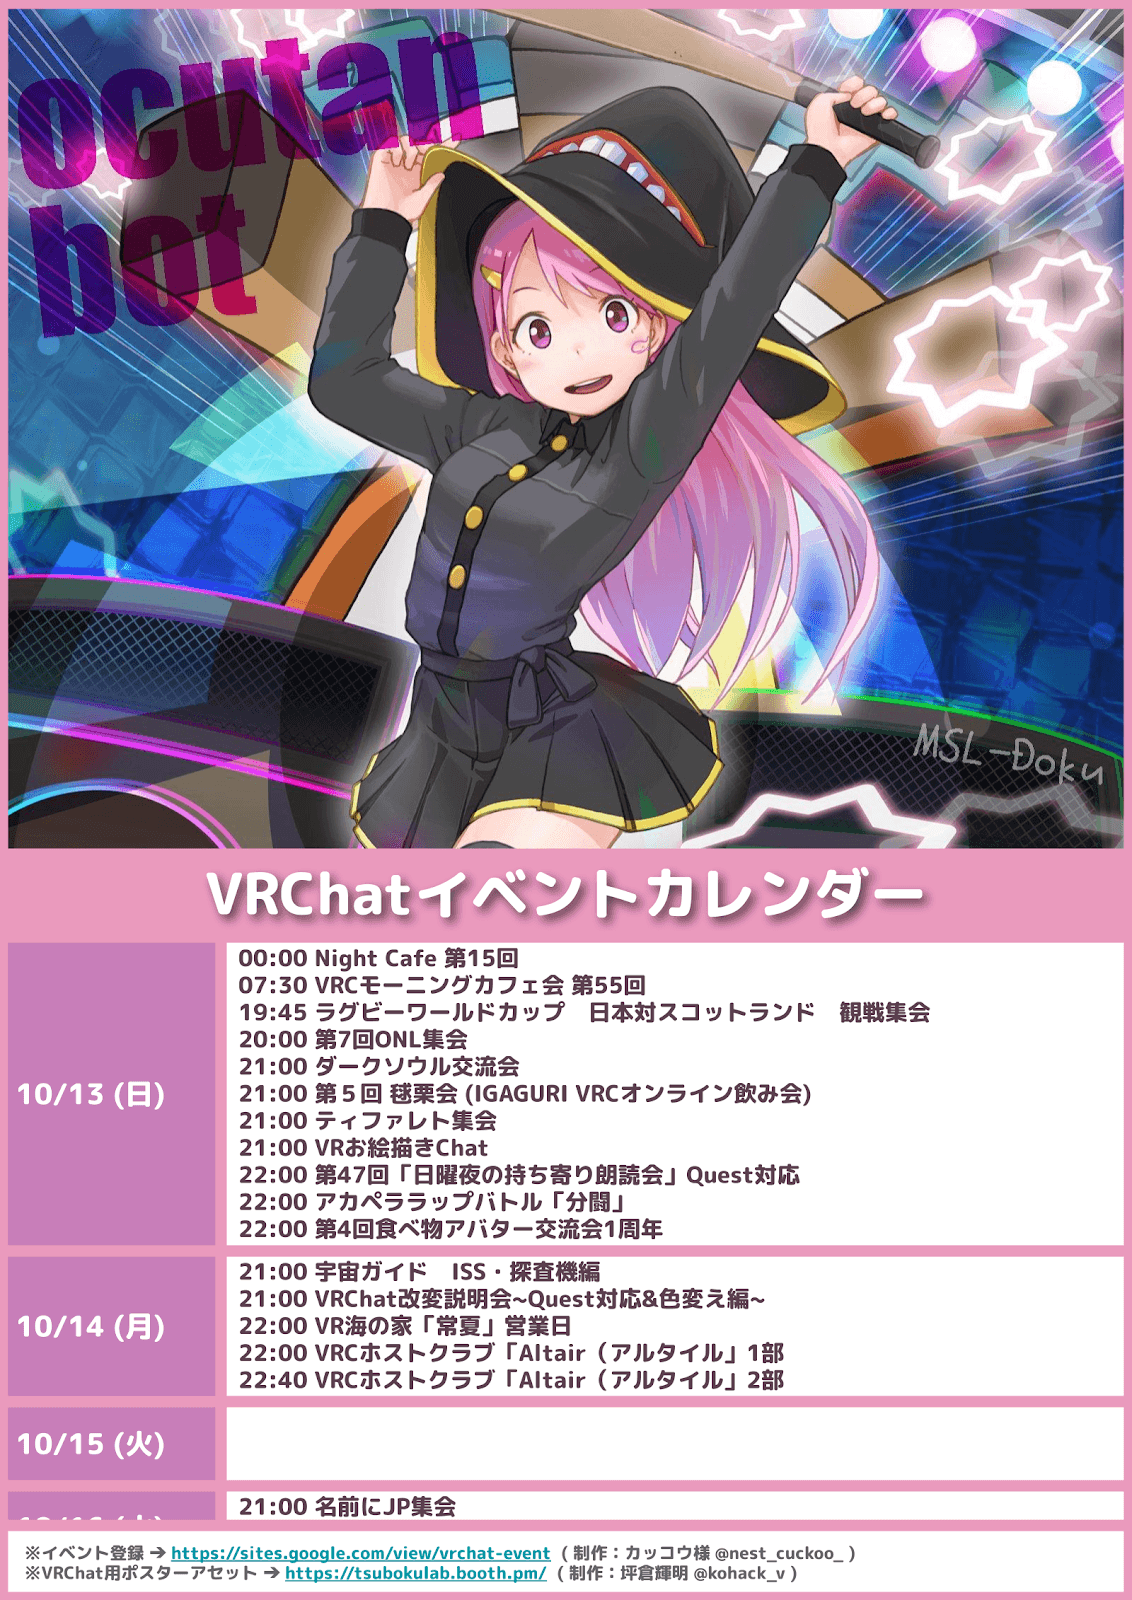 ocutan
bot
MSL-Doku
VRChatイベントカレンダー
10/13 (日)
00:00 Night Cafe 第15回
07:30 VRCモーニングカフェ会 第55回
19:45 ラグビーワールドカップ　日本対スコットランド　観戦集会
20:00 第7回ONL集会
21:00 ダークソウル交流会
21:00 第５回 毬栗会 (IGAGURI VRCオンライン飲み会)
21:00 ティファレト集会
21:00 VRお絵描きChat
22:00 第47回「日曜夜の持ち寄り朗読会」Quest対応
22:00 アカペララップバトル「分闘」
22:00 第4回食べ物アバター交流会1周年
10/14 (月)
21:00 宇宙ガイド　ISS・探査機編
21:00 VRChat改変説明会~Quest対応&色変え編~
22:00 VR海の家「常夏」営業日
22:00 VRCホストクラブ「Altair（アルタイル」1部
22:40 VRCホストクラブ「Altair（アルタイル」2部
10/15 (火)
21:00 名前にJP集会
※イベント登録 → https://sites.google.com/view/vrchat-event ( 制作：カッコウ様 @nest_cuckoo_ )
※VRChat用ポスターアセット → https://tsubokulab.booth.pm/ ( 制作：坪倉輝明 @kohack_v )